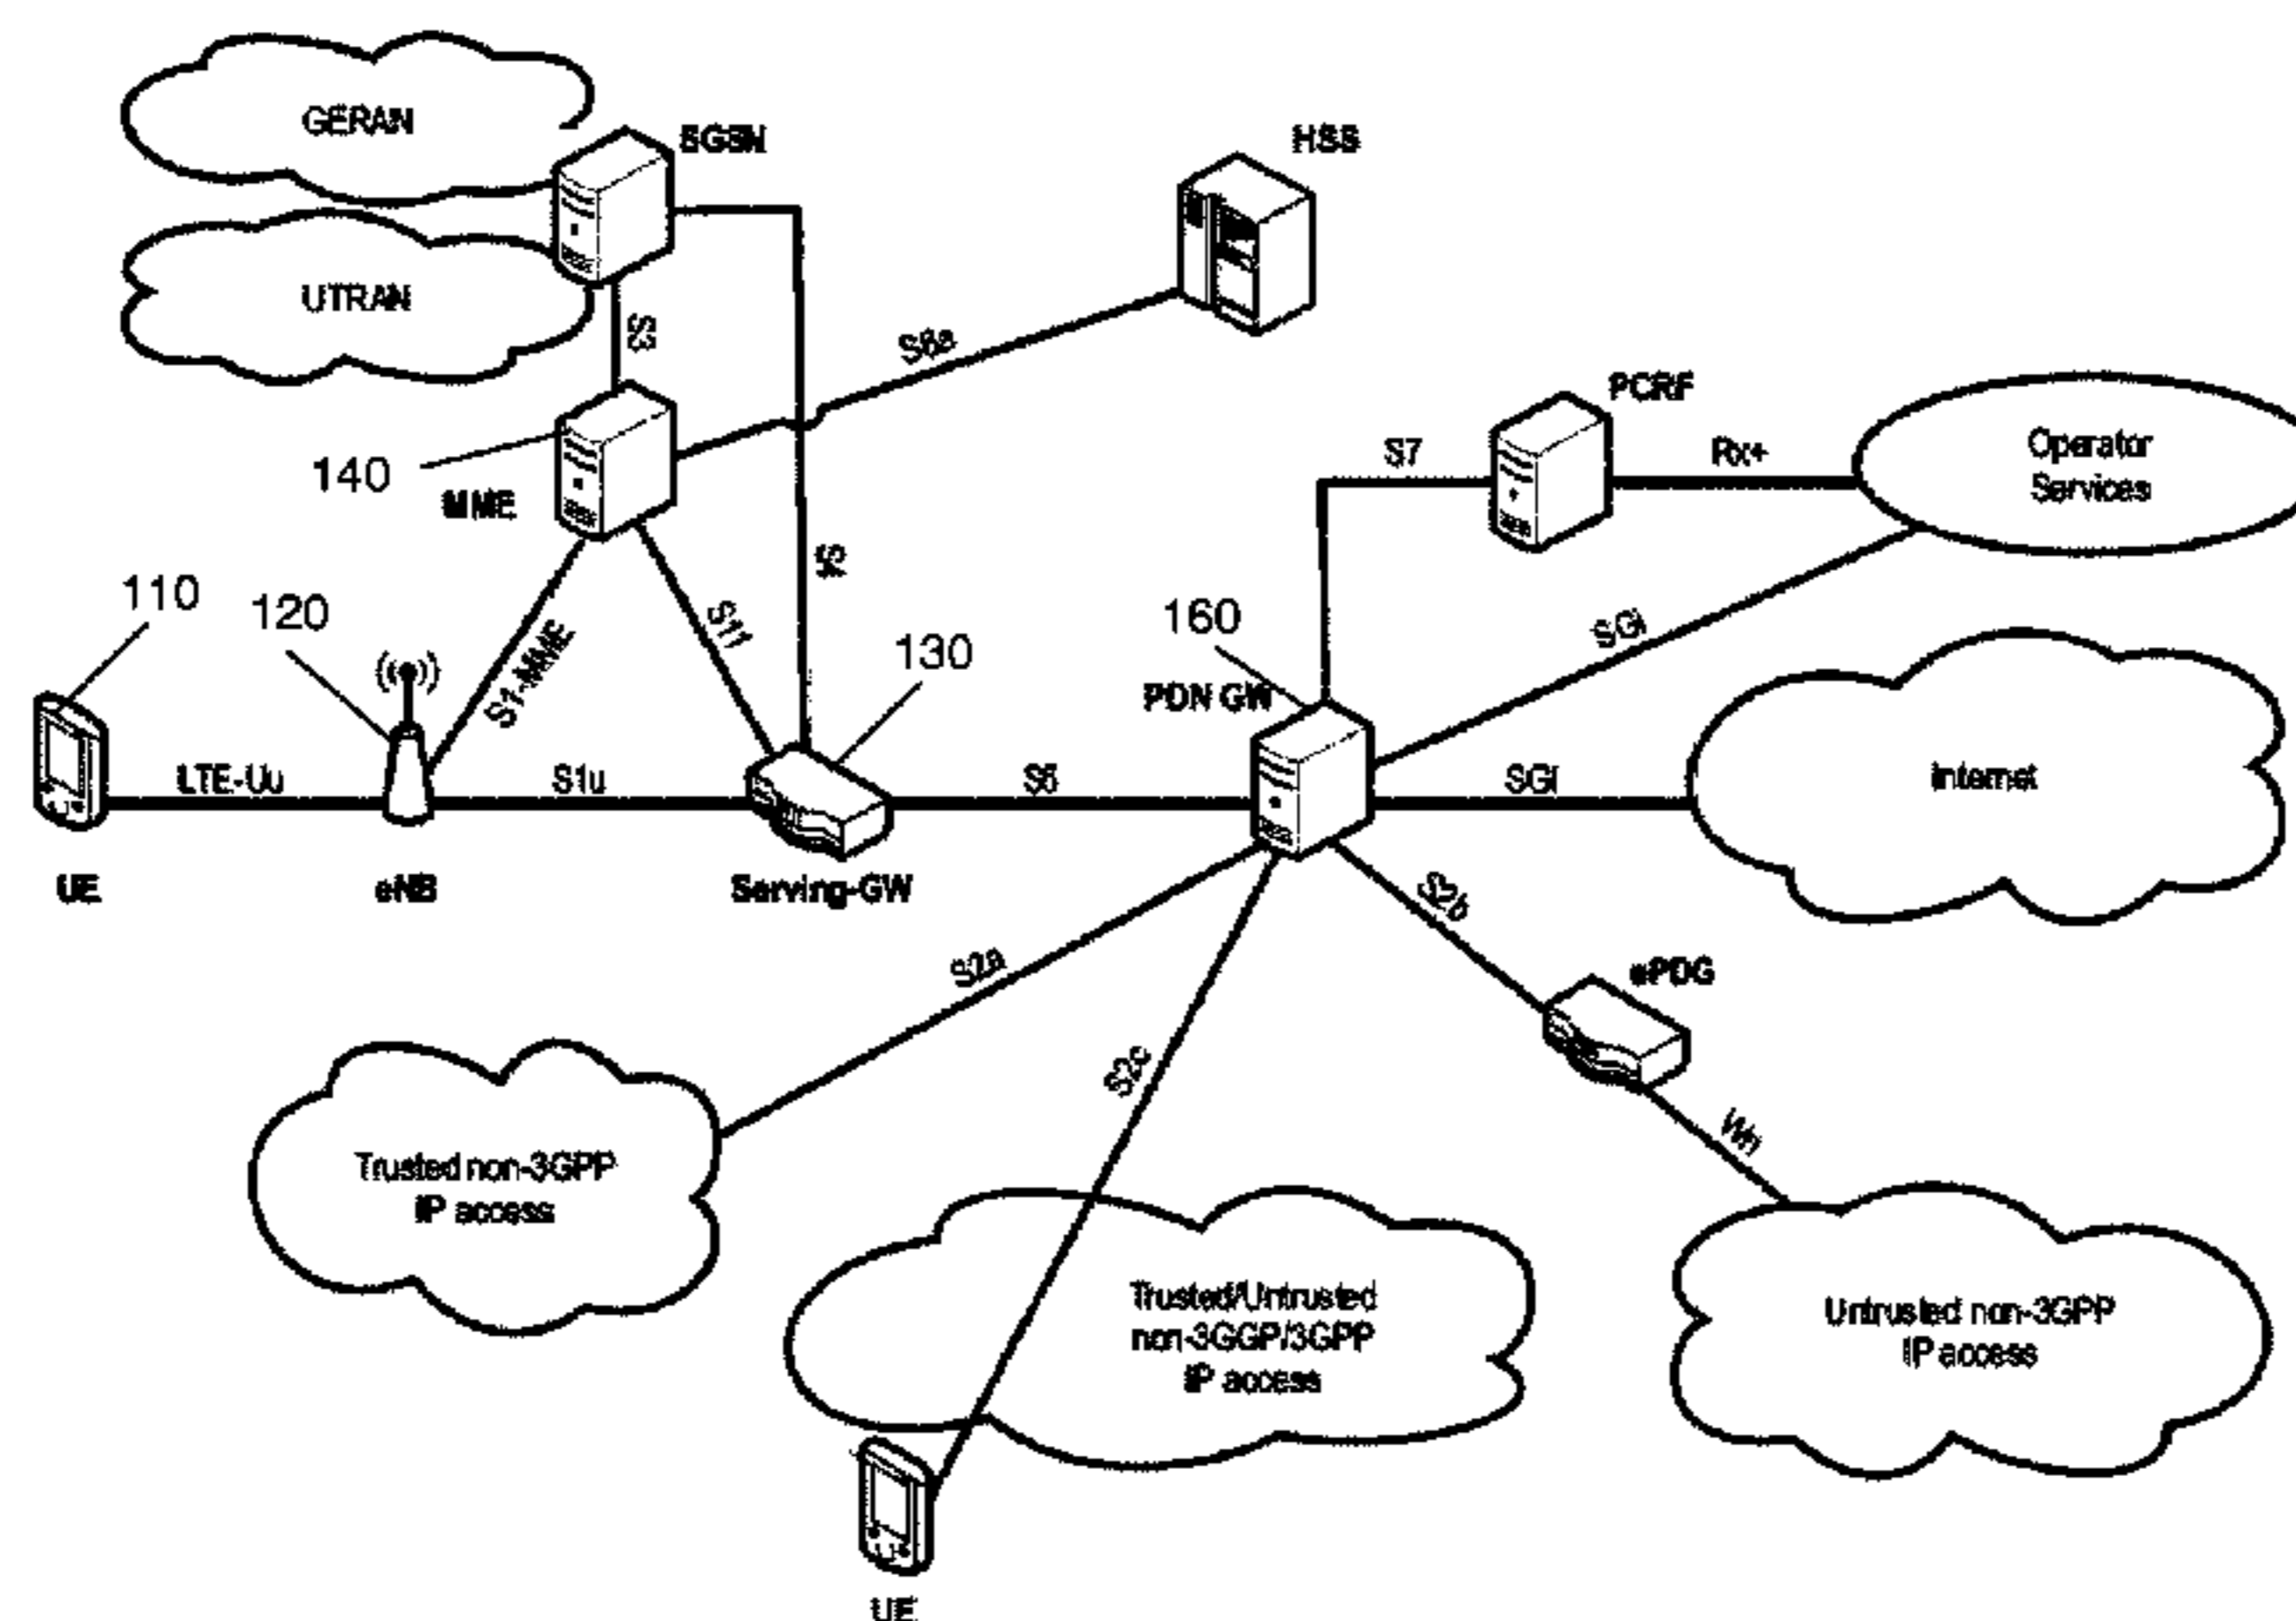 GERAN
SGSN
HSS
UTRAN
S3
S6a
PCRF
S7
Rx+
Operator
Services
140
MME
110
120
S1-MME
S11
130
160
PDN GW
SGi
LTE-Uu
S1u
S5
SGi
Internet
UE
eNB
Serving-GW
S2a
S2c
S2b
ePDG
Wn
Trusted non-3GPP
IP access
Trusted/Untrusted
non-3GGP/3GPP
IP access
Untrusted non-3GPP
IP access
UE